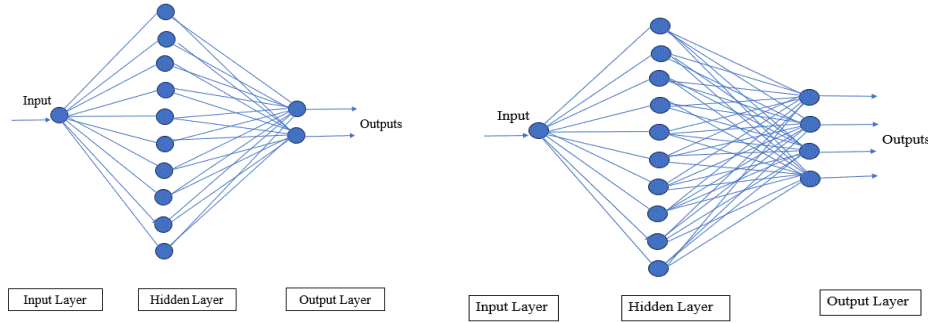 Input
Outputs
Input Layer
Hidden Layer
Output Layer
Input
Outputs
Input Layer
Hidden Layer
Output Layer